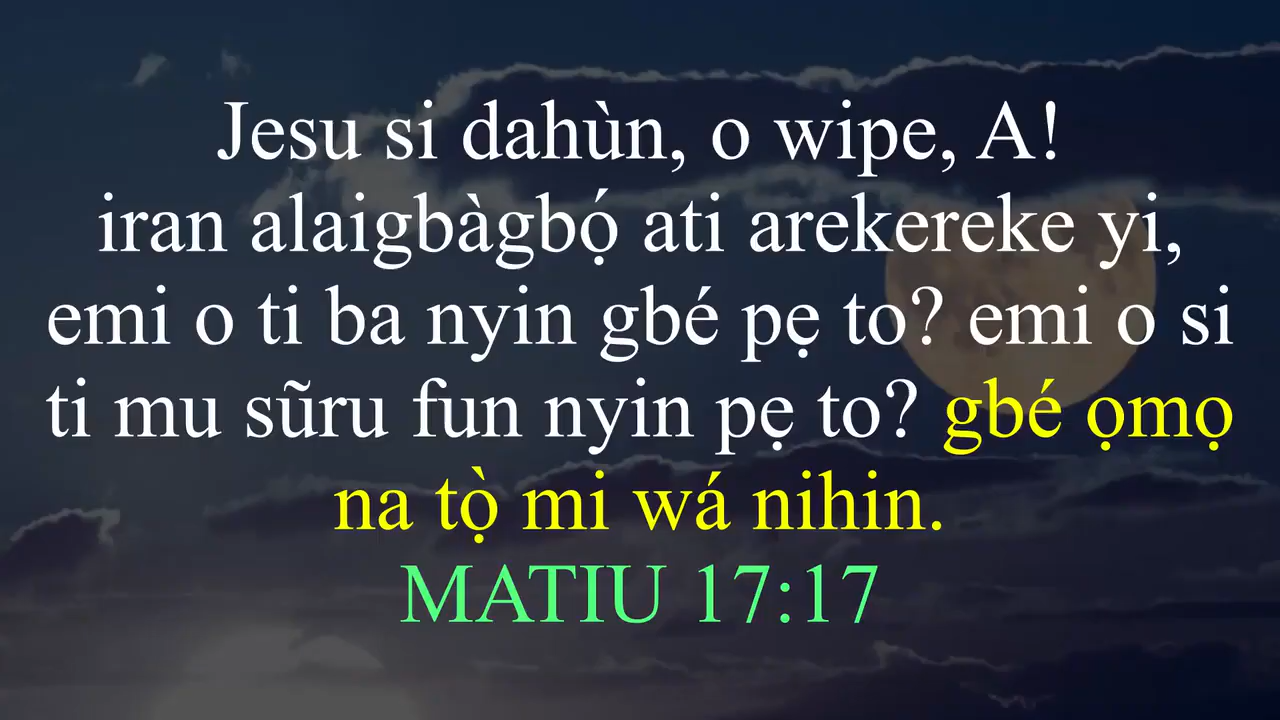 Jesu si dahùn, o wipe, A!
iran alaigbàgbọ́ ati arekereke yi,
emi o ti ba nyin gbé pẹ to? emi o si
ti mu sũru fun nyin pẹ to? gbé ọmọ
na tọ̀ mi wá nihin.
MATIU 17:17